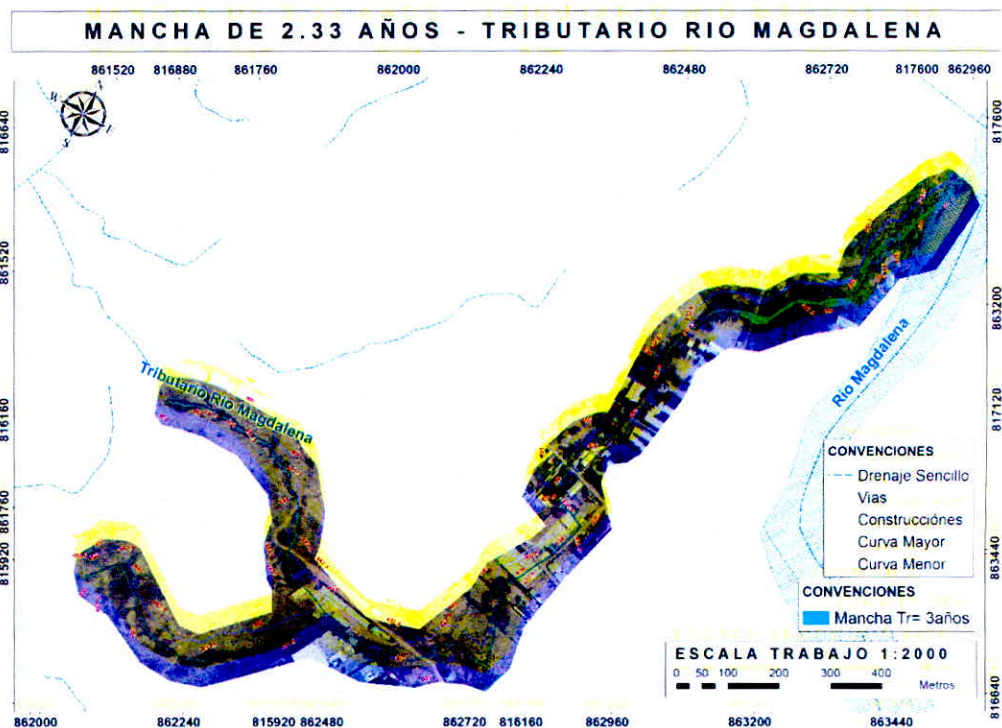 MANCHA DE 2.33 AÑOS - TRIBUTARIO RIO MAGDALENA
861520 816880 861760 862000 862240 862480 862720 817600 862960
N
W
E
S
816640
817600
861520
863200
Rio Magdalena
Tributario Rio Magdalena
816160
817120
861760
815920
863440
816640
CONVENCIONES
Drenaje Sencillo
Vias
Construcciónes
Curva Mayor
Curva Menor
CONVENCIONES
Mancha Tr= 3años
ESCALA TRABAJO 1:2000
0 50 100 200 300 400
Metros
862000 862240 815920 862480 862720 816160 862960 863200 863440